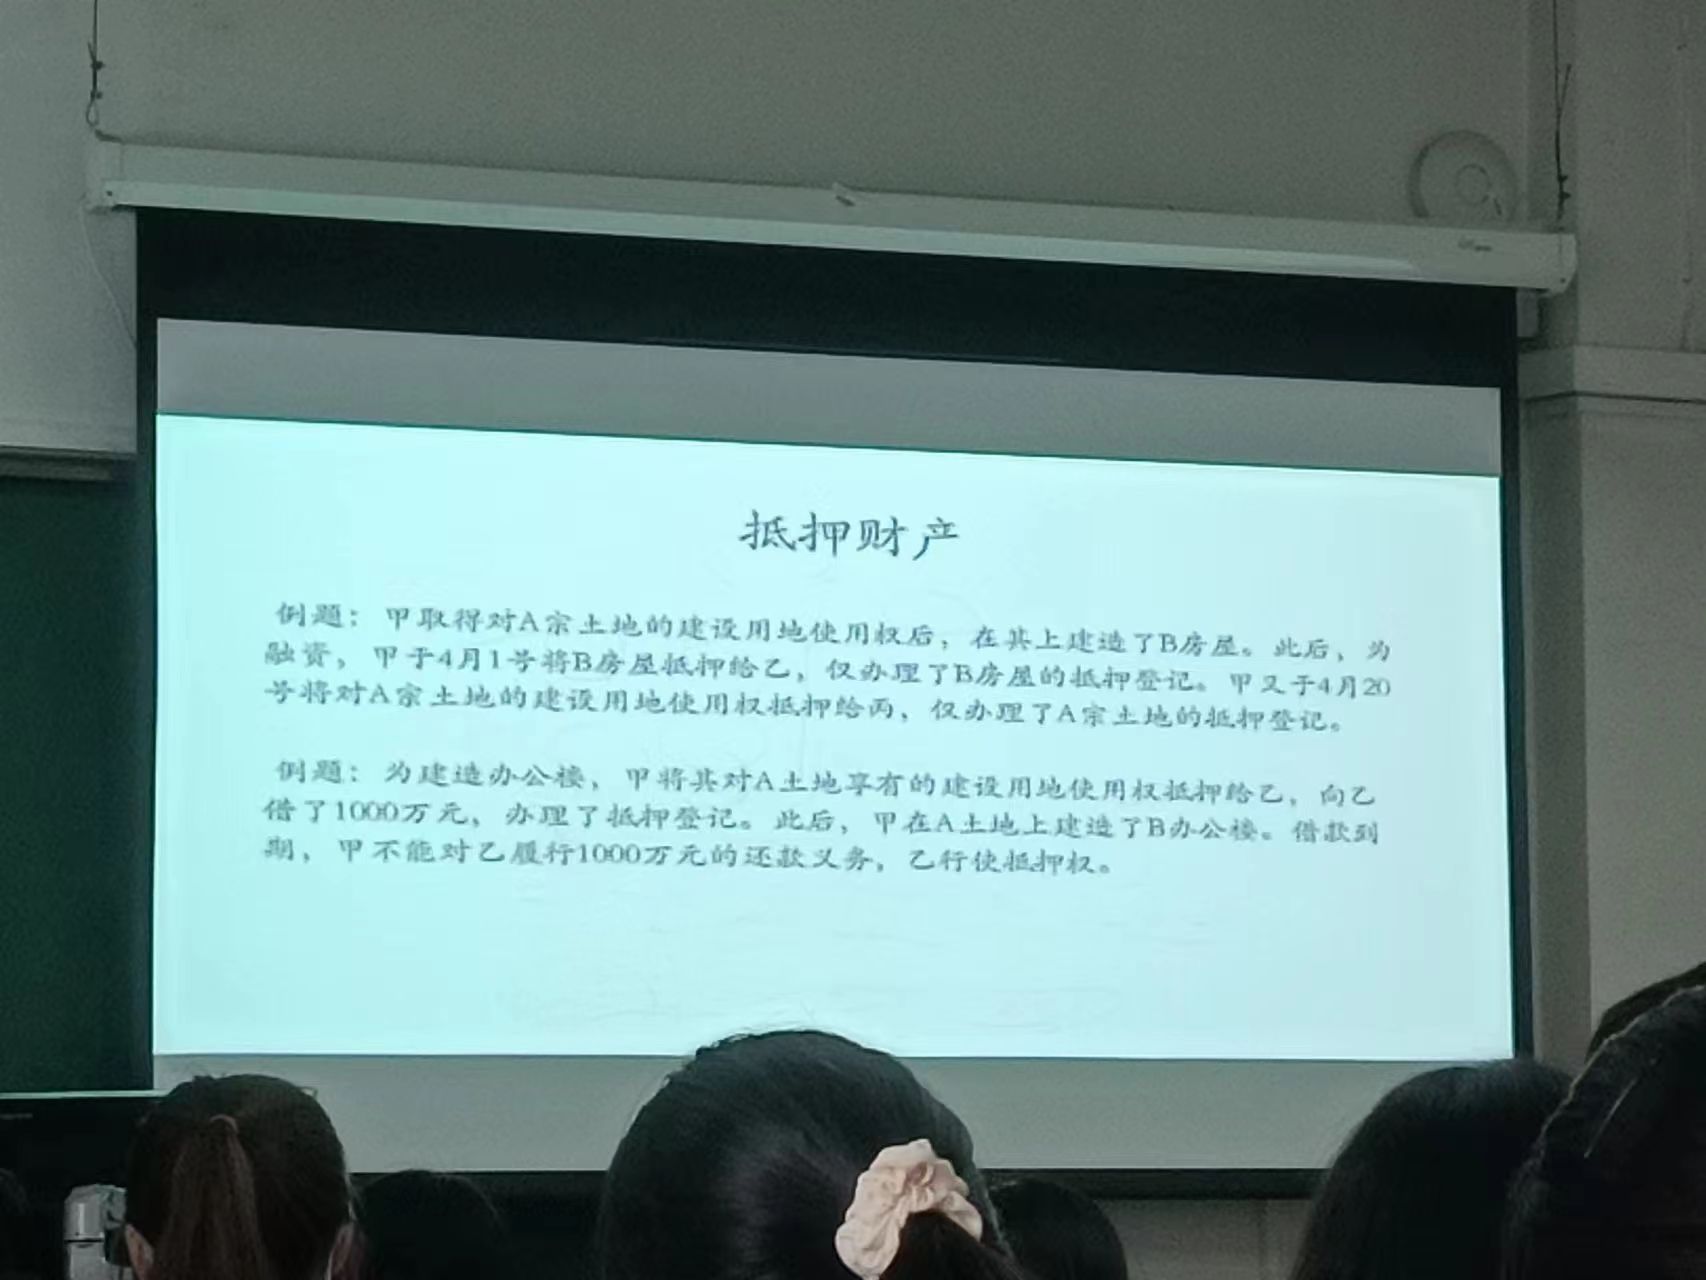 抵押财产
例题：甲取得对A宗土地的建设用地使用权后，在其上建造了B房屋。此后，为
融资，甲于4月1号将B房屋抵押给乙，仅办理了B房屋的抵押登记。甲又于4月20
号将对A宗土地的建设用地使用权抵押给丙，仅办理了A宗土地的抵押登记。
例题：为建造办公楼，甲将其对A土地享有的建设用地使用权抵押给乙，向乙
借了1000万元，办理了抵押登记。此后，甲在A土地上建造了B办公楼。借款到
期，甲不能对乙履行1000万元的还款义务，乙行使抵押权。